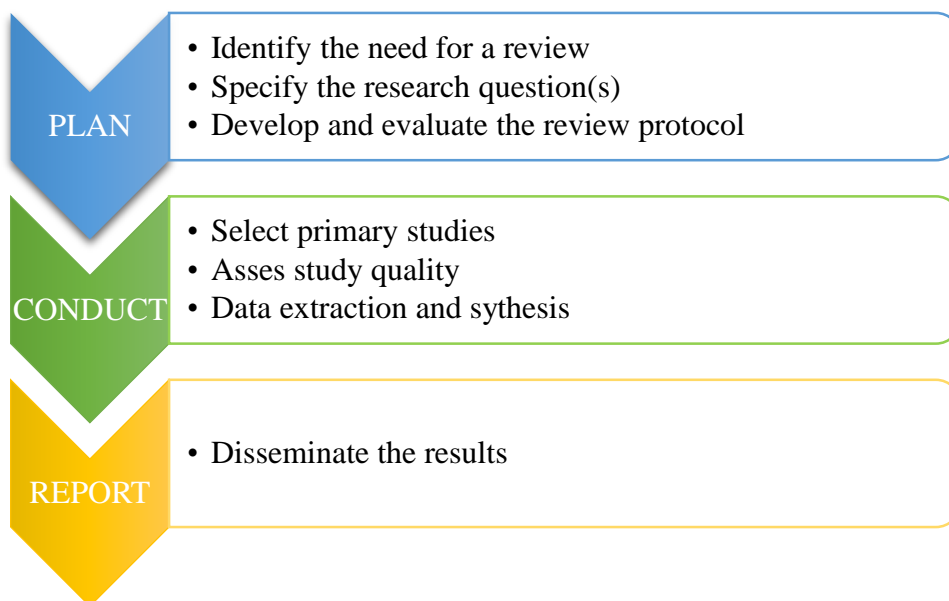 PLAN
• Identify the need for a review
• Specify the research question(s)
• Develop and evaluate the review protocol
CONDUCT
• Select primary studies
• Asses study quality
• Data extraction and sythesis
REPORT
• Disseminate the results